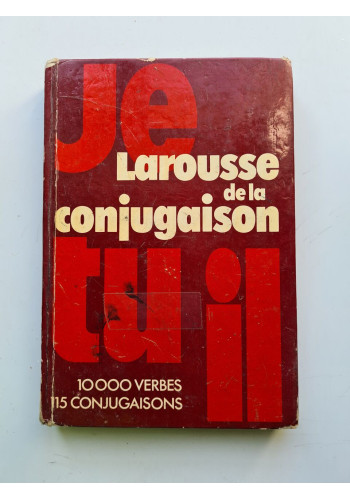 Je
Larousse
de la
conjugaison
tu il
10 000 VERBES
115 CONJUGAISONS